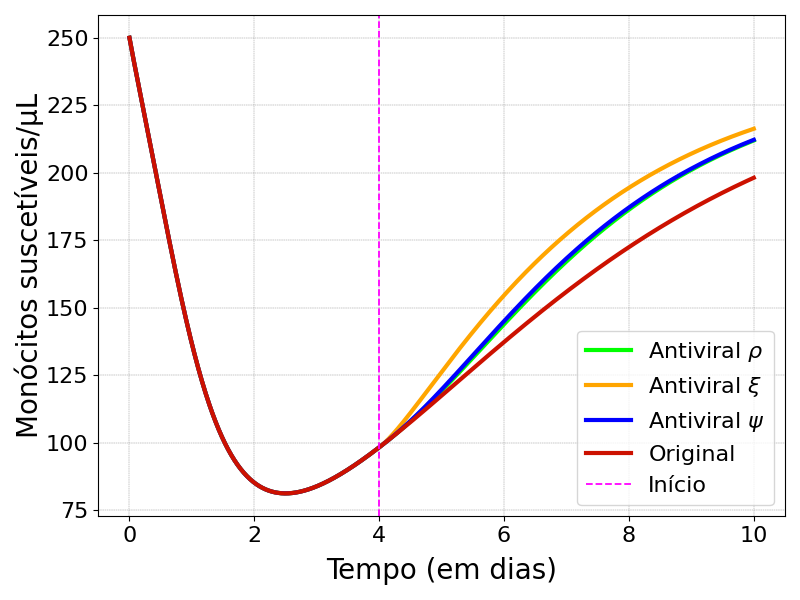 Monócitos suscetíveis/µL
250
225
200
175
150
125
100
75
0 2 4 6 8 10
Tempo (em dias)
Antiviral ρ
Antiviral ξ
Antiviral ψ
Original
Início